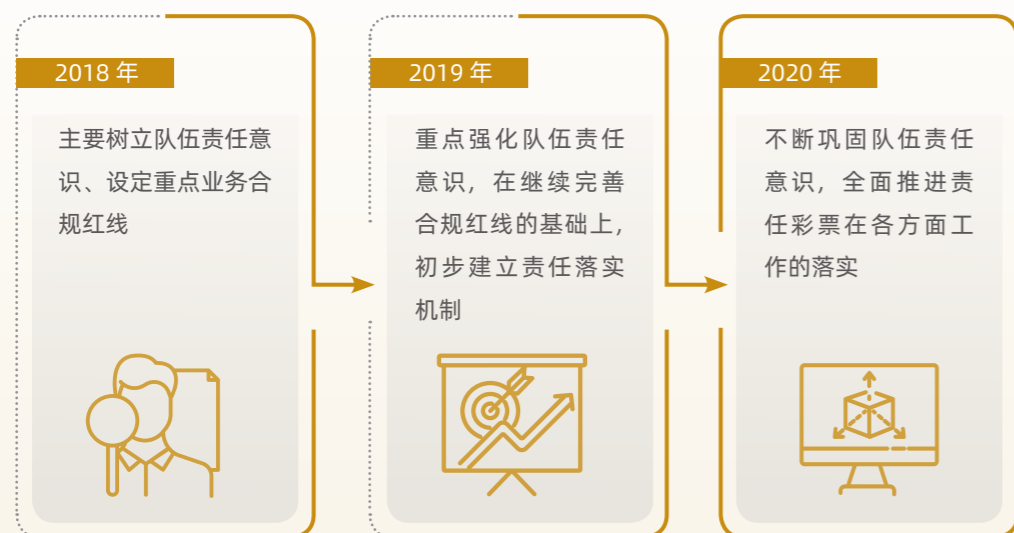 2018 年
主要树立队伍责任意
识、设定重点业务合
规红线
2019 年
重点强化队伍责任
意识，在继续完善
合规红线的基础上，
初步建立责任落实
机制
2020 年
不断巩固队伍责任
意识，全面推进责
任彩票在各方面工
作的落实